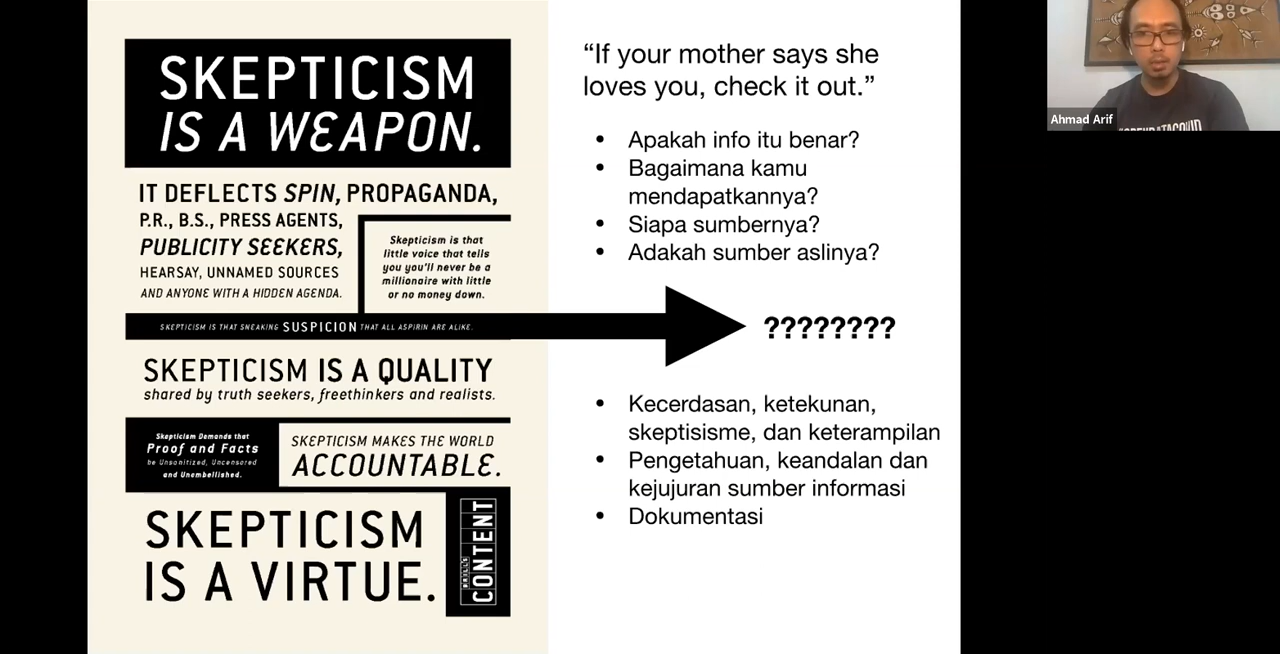 SKEPTICISM
IS A WEAPON.
IT DEFLECTS SPIN, PROPAGANDA,
P.R., B.S., PRESS AGENTS,
PUBLICITY SEEKERS,
HEARSAY, UNNAMED SOURCES
AND ANYONE WITH A HIDDEN AGENDA.
Skepticism is that
little voice that tells
you you'll never be a
millionaire with little
or no money down.
SKEPTICISM IS THAT SNEAKING SUSPICION THAT ALL ASPIRIN ARE ALIKE.
SKEPTICISM IS A QUALITY
shared by truth seekers, freethinkers and realists.
Skepticism Demands that
Proof and Facts
be Unsanitized, Uncensored
and Unembellished.
SKEPTICISM MAKES THE WORLD
ACCOUNTABLE.
SKEPTICISM
IS A VIRTUE.
BRILL'S
CONTENT
“If your mother says she
loves you, check it out.”
• Apakah info itu benar?
• Bagaimana kamu
mendapatkannya?
• Siapa sumbernya?
• Adakah sumber aslinya?
????????
• Kecerdasan, ketekunan,
skeptisisme, dan keterampilan
• Pengetahuan, keandalan dan
kejujuran sumber informasi
• Dokumentasi
Ahmad Arif